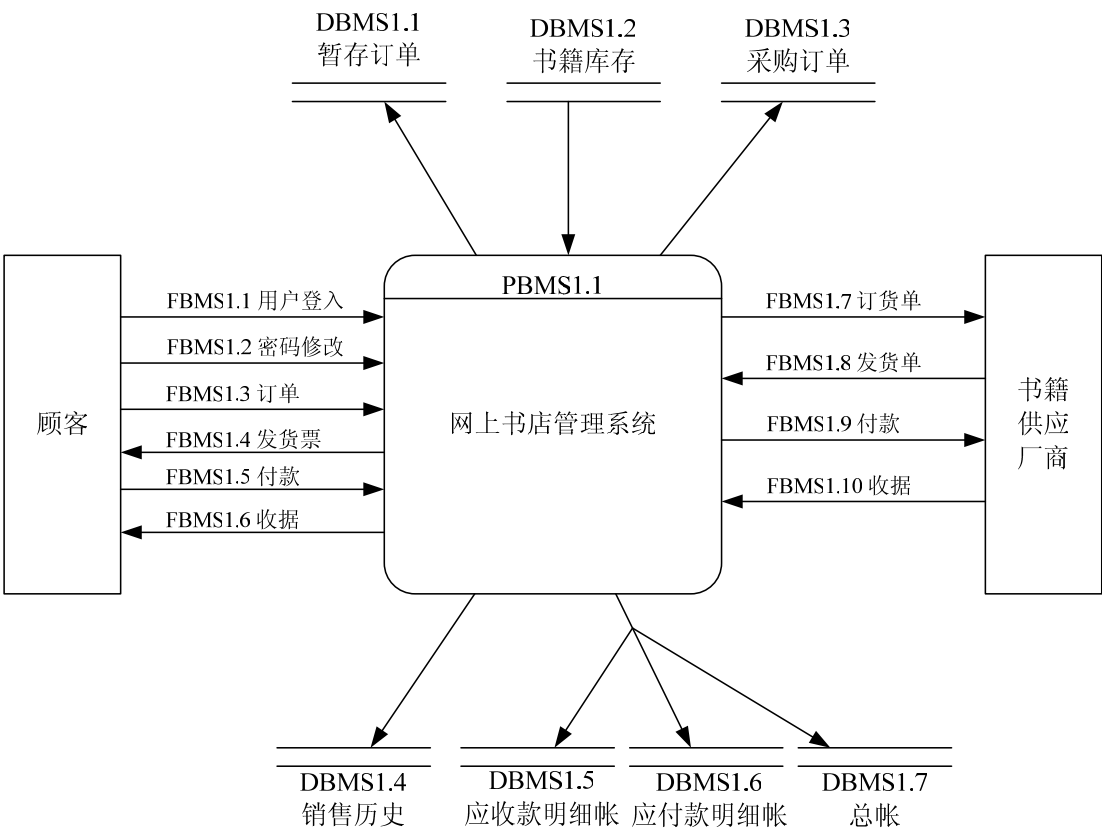 DBMS1.1
暂存订单
DBMS1.2
书籍库存
DBMS1.3
采购订单
PBMS1.1
网上书店管理系统
顾客
FBMS1.1 用户登入
FBMS1.2 密码修改
FBMS1.3 订单
FBMS1.4 发货票
FBMS1.5 付款
FBMS1.6 收据
FBMS1.7 订货单
FBMS1.8 发货单
FBMS1.9 付款
FBMS1.10 收据
书籍
供应
厂商
DBMS1.4
销售历史
DBMS1.5
应收款明细帐
DBMS1.6
应付款明细帐
DBMS1.7
总帐